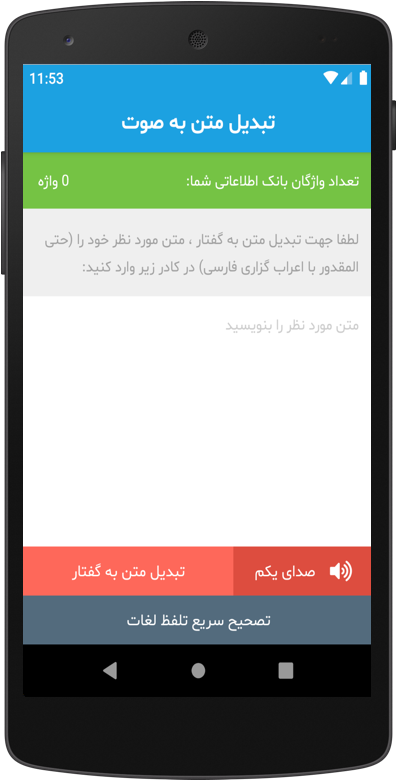 11:53
تبدیل متن به صوت
تعداد واژگان بانک اطلاعاتی شما: 0 واژه
لطفا جهت تبدیل متن به گفتار ، متن مورد نظر خود را (حتی
المقدور با اعراب گزاری فارسی) در کادر زیر وارد کنید:
متن مورد نظر را بنویسید
صدای یکم تبدیل متن به گفتار
تصحیح سریع تلفظ لغات